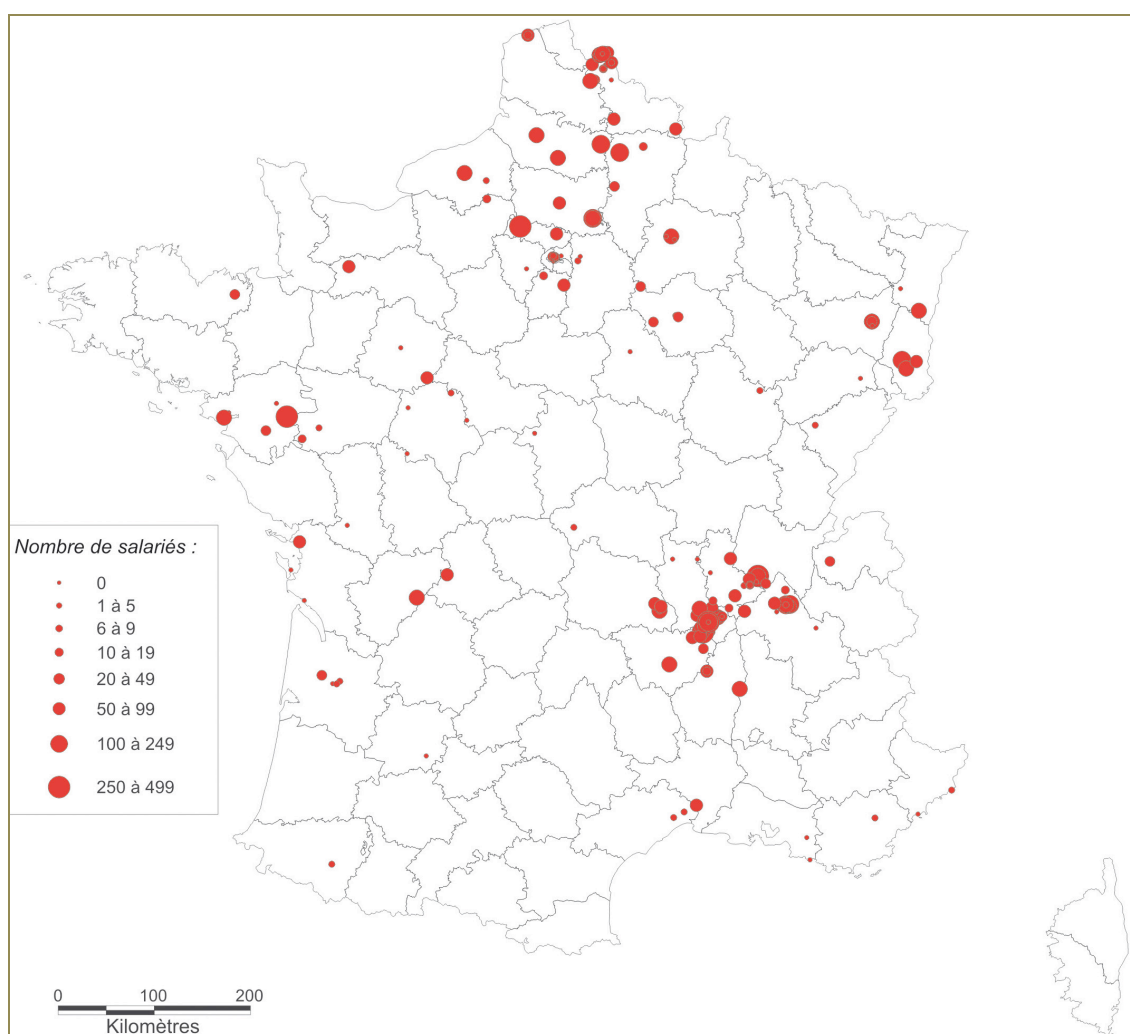 Nombre de salariés :
0
1 à 5
6 à 9
10 à 19
20 à 49
50 à 99
100 à 249
250 à 499
0 100 200
Kilomètres